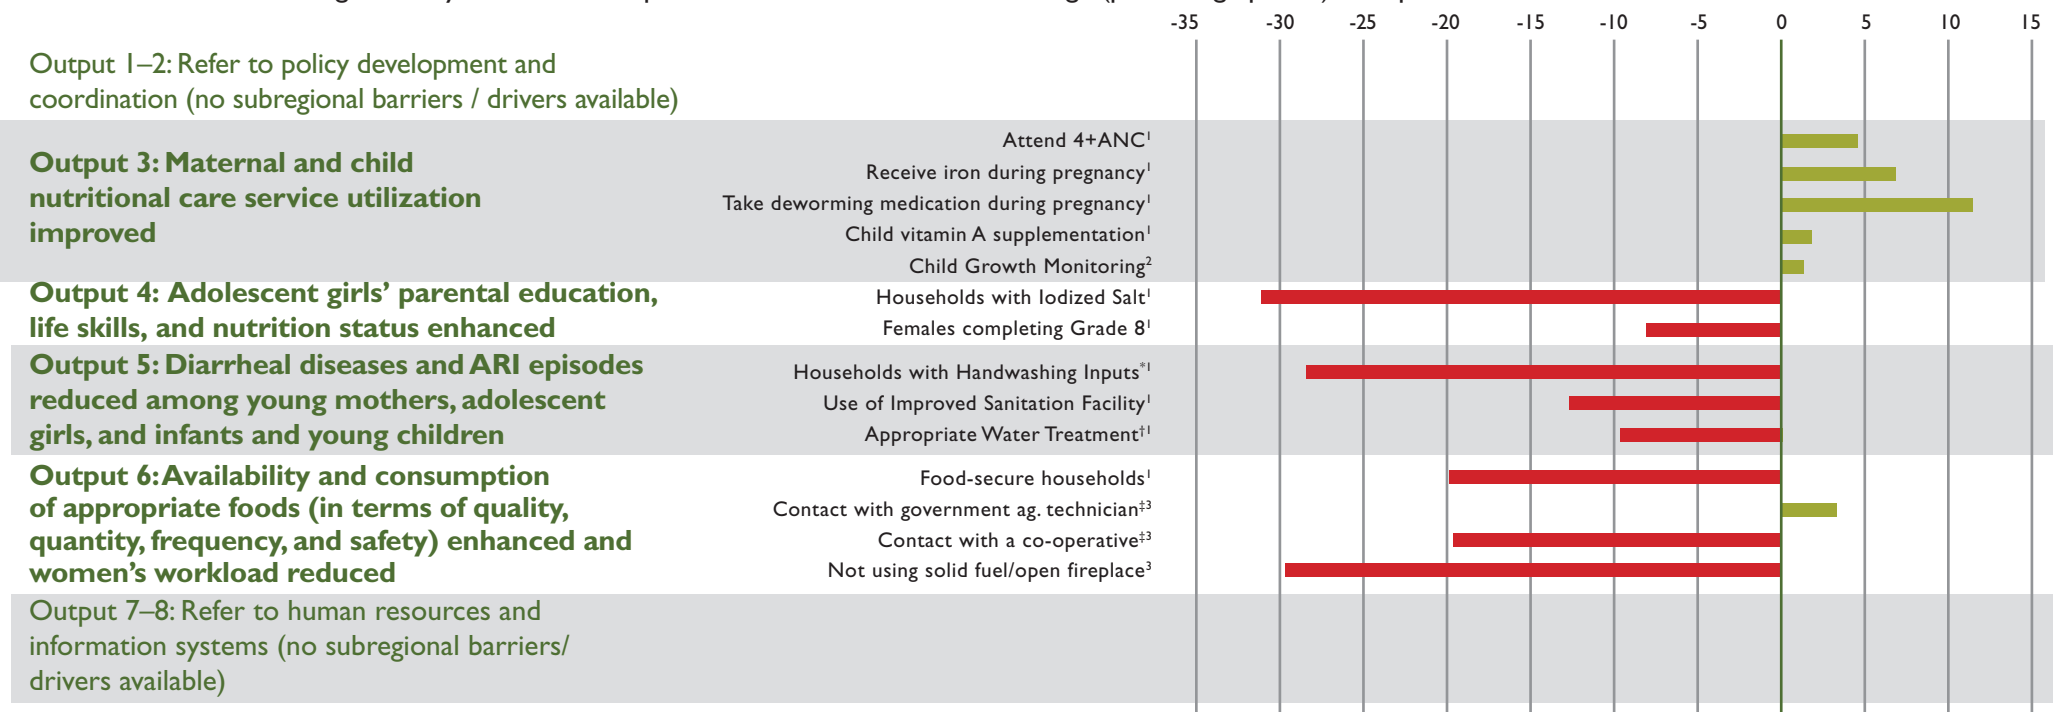 -35 -30 -25 -20 -15 -10 -5 0 5 10 15
Output 1–2: Refer to policy development and
coordination (no subregional barriers / drivers available)
Output 3: Maternal and child
nutritional care service utilization
improved
Attend 4+ANC¹
Receive iron during pregnancy¹
Take deworming medication during pregnancy¹
Child vitamin A supplementation¹
Child Growth Monitoring²
Output 4: Adolescent girls’ parental education,
life skills, and nutrition status enhanced
Households with Iodized Salt¹
Females completing Grade 8¹
Output 5: Diarrheal diseases and ARI episodes
reduced among young mothers, adolescent
girls, and infants and young children
Households with Handwashing Inputs*¹
Use of Improved Sanitation Facility¹
Appropriate Water Treatment†¹
Output 6: Availability and consumption
of appropriate foods (in terms of quality,
quantity, frequency, and safety) enhanced and
women’s workload reduced
Food-secure households¹
Contact with government ag. technician‡³
Contact with a co-operative‡³
Not using solid fuel/open fireplace³
Output 7–8: Refer to human resources and
information systems (no subregional barriers/
drivers available)